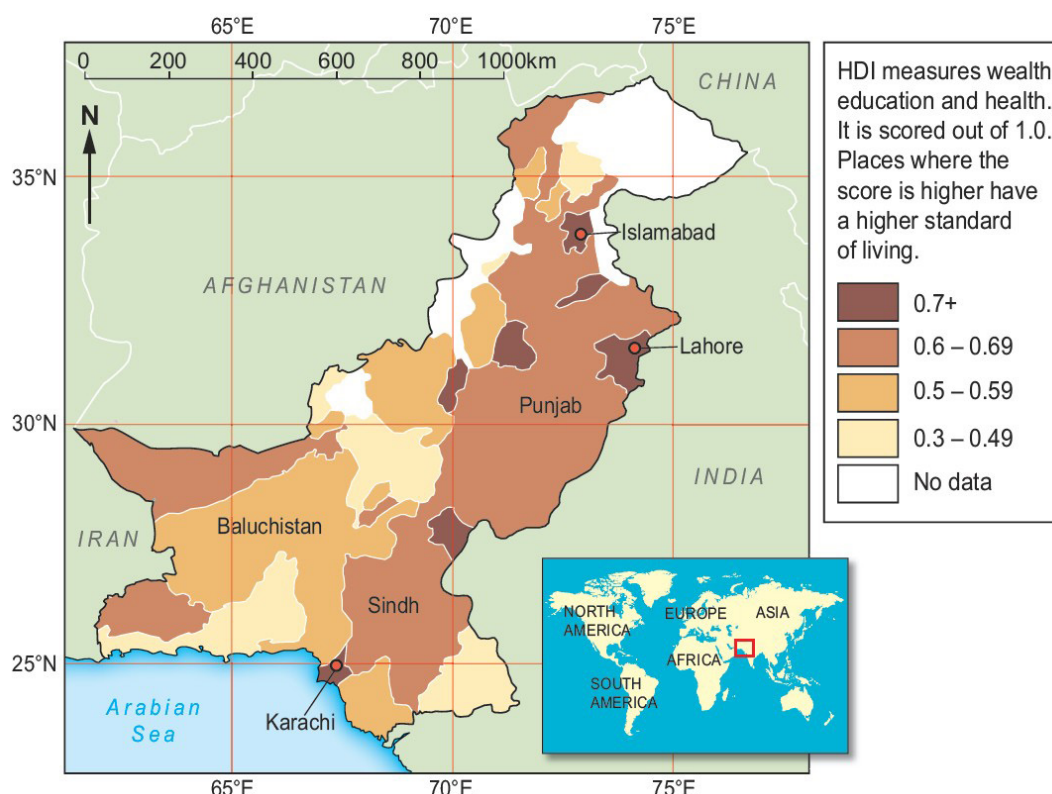 65°E 70°E 75°E
0 200 400 600 800 1000km
CHINA
N
35°N
Islamabad
AFGHANISTAN
Lahore
Punjab
30°N
INDIA
Baluchistan
IRAN
Sindh
25°N
Karachi
Arabian
Sea
65°E 70°E 75°E
HDI measures wealth
education and health.
It is scored out of 1.0.
Places where the
score is higher have
a higher standard
of living.
0.7+
0.6 – 0.69
0.5 – 0.59
0.3 – 0.49
No data
NORTH
AMERICA
EUROPE
ASIA
AFRICA
SOUTH
AMERICA